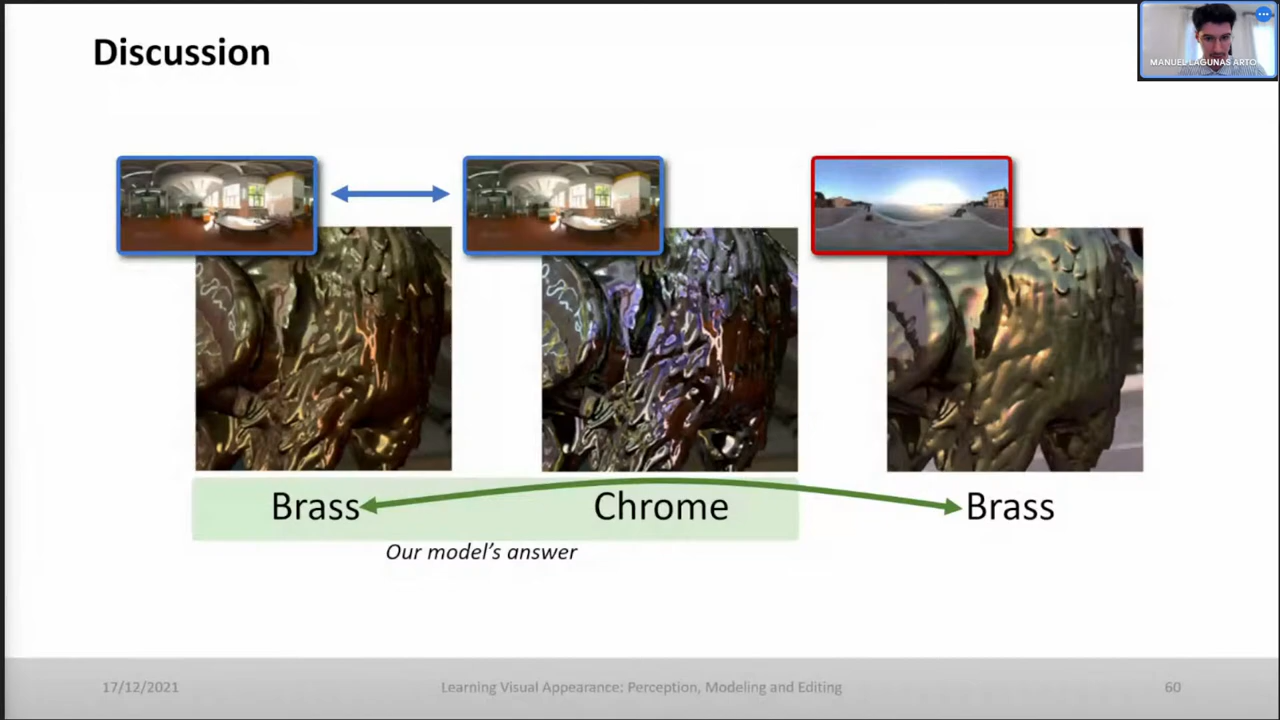 Discussion
MANUEL LAGUNAS ARTO
Brass
Chrome
Brass
Our model's answer
17/12/2021
Learning Visual Appearance: Perception, Modeling and Editing
60